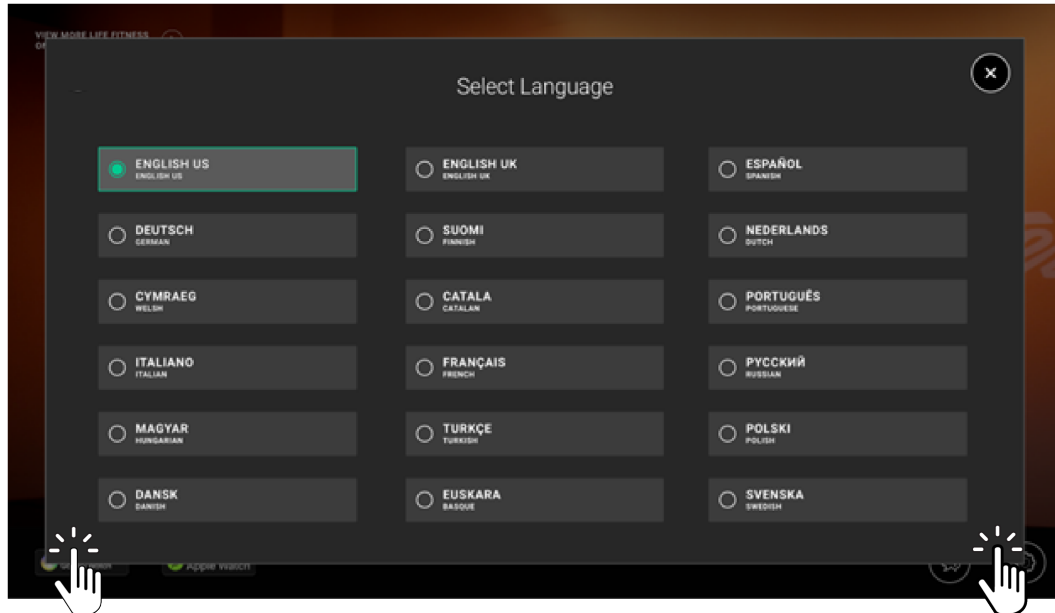 VIEW MORE LIFE FITNESS
Select Language
ENGLISH US
ENGLISH US
ENGLISH UK
ENGLISH UK
ESPAÑOL
SPANISH
DEUTSCH
GERMAN
SUOMI
FINNISH
NEDERLANDS
DUTCH
CYMRAEG
WELSH
CATALA
CATALAN
PORTUGUÊS
PORTUGUESE
ITALIANO
ITALIAN
FRANÇAIS
FRENCH
РУССКИЙ
RUSSIAN
MAGYAR
HUNGARIAN
TURKÇE
TURKISH
POLSKI
POLISH
DANSK
DANISH
EUSKARA
BASQUE
SVENSKA
SWEDISH
Apple Watch